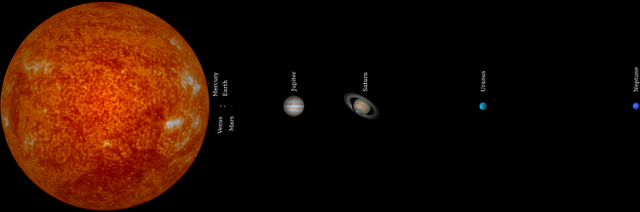 Mercury
Venus
Earth
Mars
Jupiter
Saturn
Uranus
Neptune